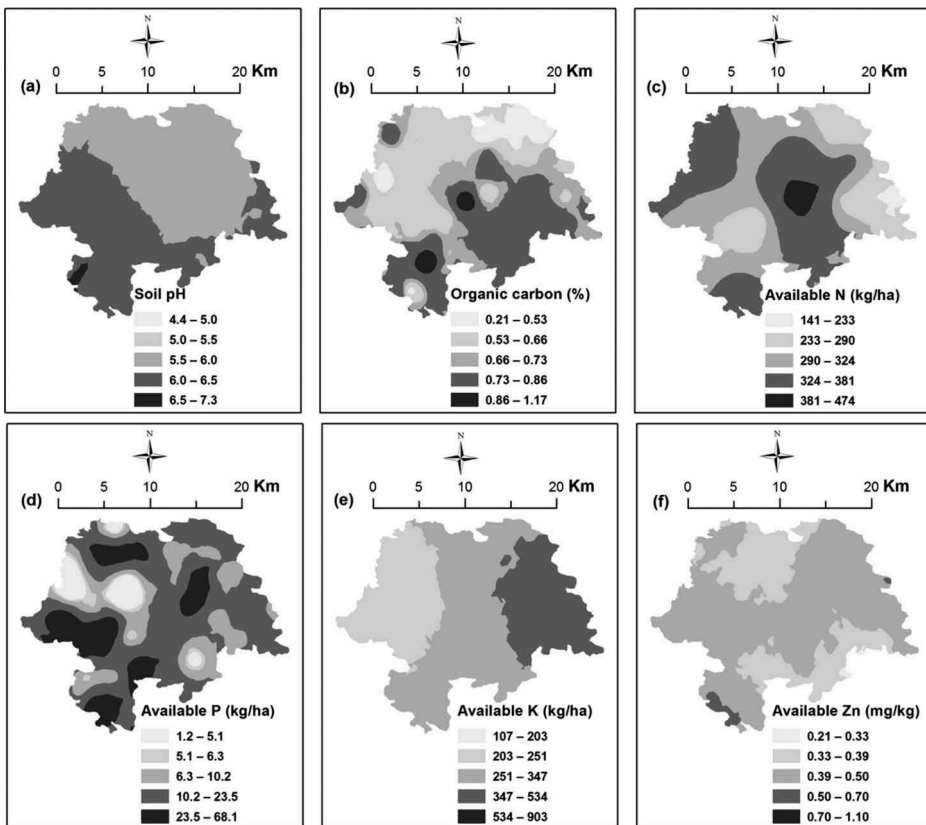 N
0 10 20 Km
5 15
(a)
Soil pH
4.4 – 5.0
5.0 – 5.5
5.5 – 6.0
6.0 – 6.5
6.5 – 7.3
N
0 10 20 Km
5 15
(b)
Organic carbon (%)
0.21 – 0.53
0.53 – 0.66
0.66 – 0.73
0.73 – 0.86
0.86 – 1.17
N
0 10 20 Km
5 15
(c)
Available N (kg/ha)
141 – 233
233 – 290
290 – 324
324 – 381
381 – 474
N
0 10 20 Km
5 15
(d)
Available P (kg/ha)
1.2 – 5.1
5.1 – 6.3
6.3 – 10.2
10.2 – 23.5
23.5 – 68.1
N
0 10 20 Km
5 15
(e)
Available K (kg/ha)
107 – 203
203 – 251
251 – 347
347 – 534
534 – 903
N
0 10 20 Km
5 15
(f)
Available Zn (mg/kg)
0.21 – 0.33
0.33 – 0.39
0.39 – 0.50
0.50 – 0.70
0.70 – 1.10